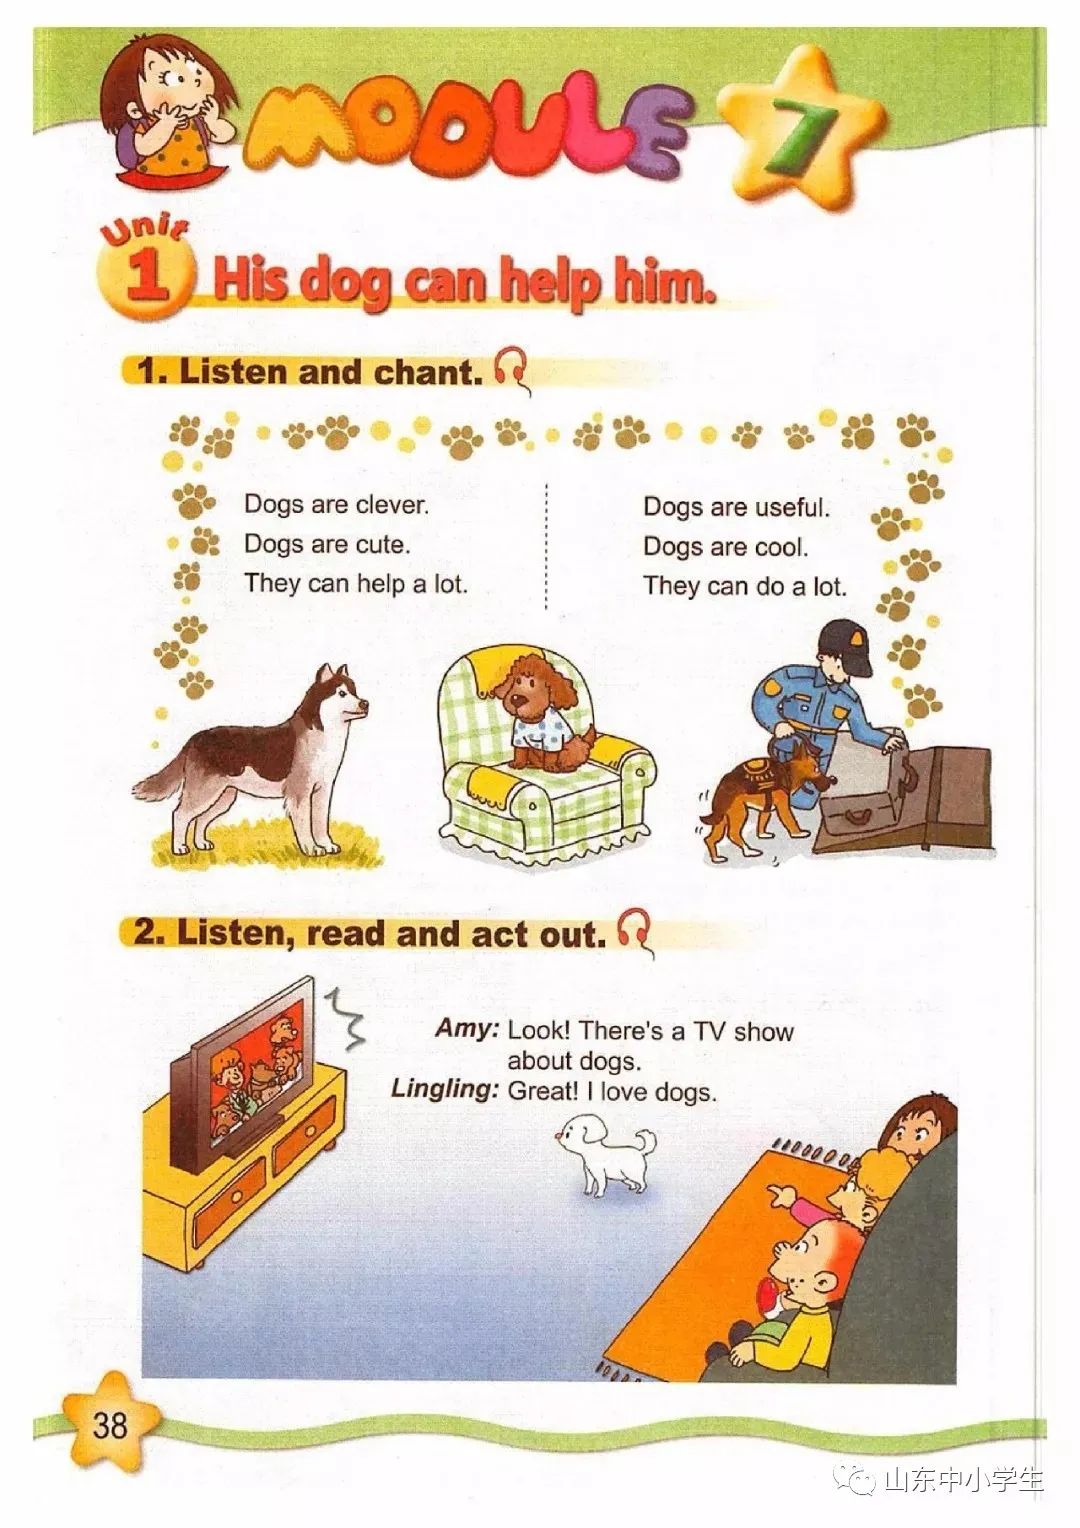 MODULE 7
Unit
1 His dog can help him.
1. Listen and chant.
Dogs are clever.
Dogs are cute.
They can help a lot.
Dogs are useful.
Dogs are cool.
They can do a lot.
2. Listen, read and act out.
Amy: Look! There's a TV show
about dogs.
Lingling: Great! I love dogs.
38
山东中小学生